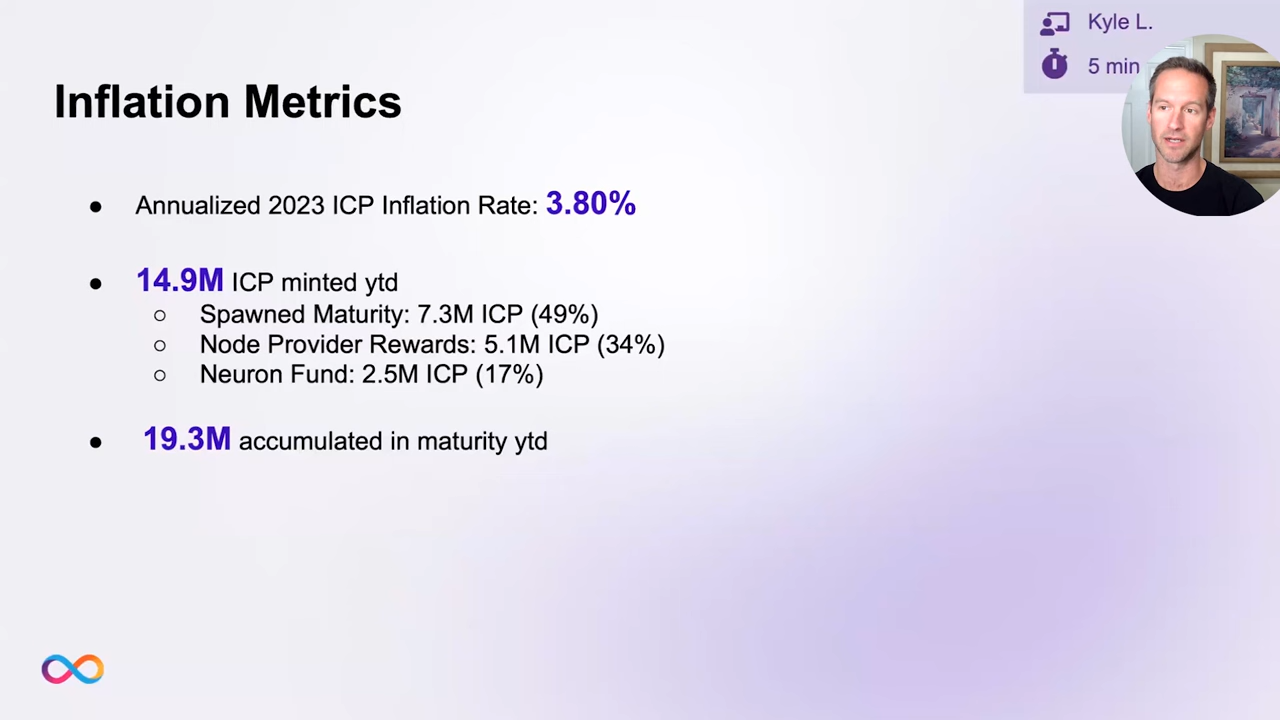 Kyle L.
5 min
Inflation Metrics
● Annualized 2023 ICP Inflation Rate: 3.80%
● 14.9M ICP minted ytd
○ Spawned Maturity: 7.3M ICP (49%)
○ Node Provider Rewards: 5.1M ICP (34%)
○ Neuron Fund: 2.5M ICP (17%)
● 19.3M accumulated in maturity ytd